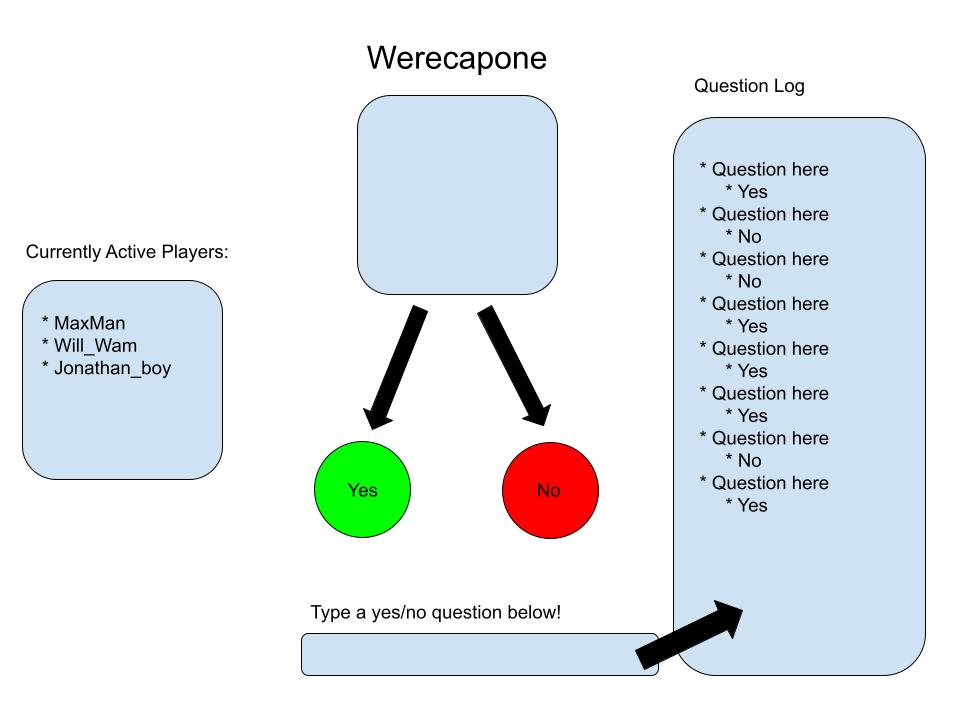 Werecapone
Question Log
* Question here
* Yes
* Question here
* No
* Question here
* No
* Question here
* Yes
* Question here
* Yes
* Question here
* Yes
* Question here
* No
* Question here
* Yes
Currently Active Players:
* MaxMan
* Will_Wam
* Jonathan_boy
Yes
No
Type a yes/no question below!